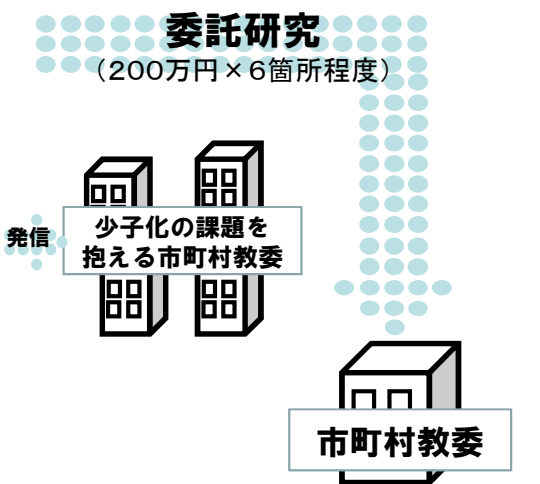 委託研究
（200万円×6箇所程度）
発信
少子化の課題を
抱える市町村教委
市町村教委